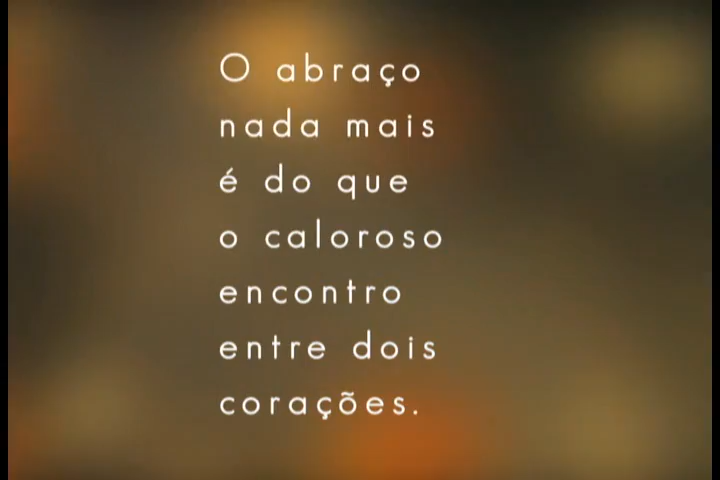 O abraço
nada mais
é do que
o caloroso
encontro
entre dois
corações.